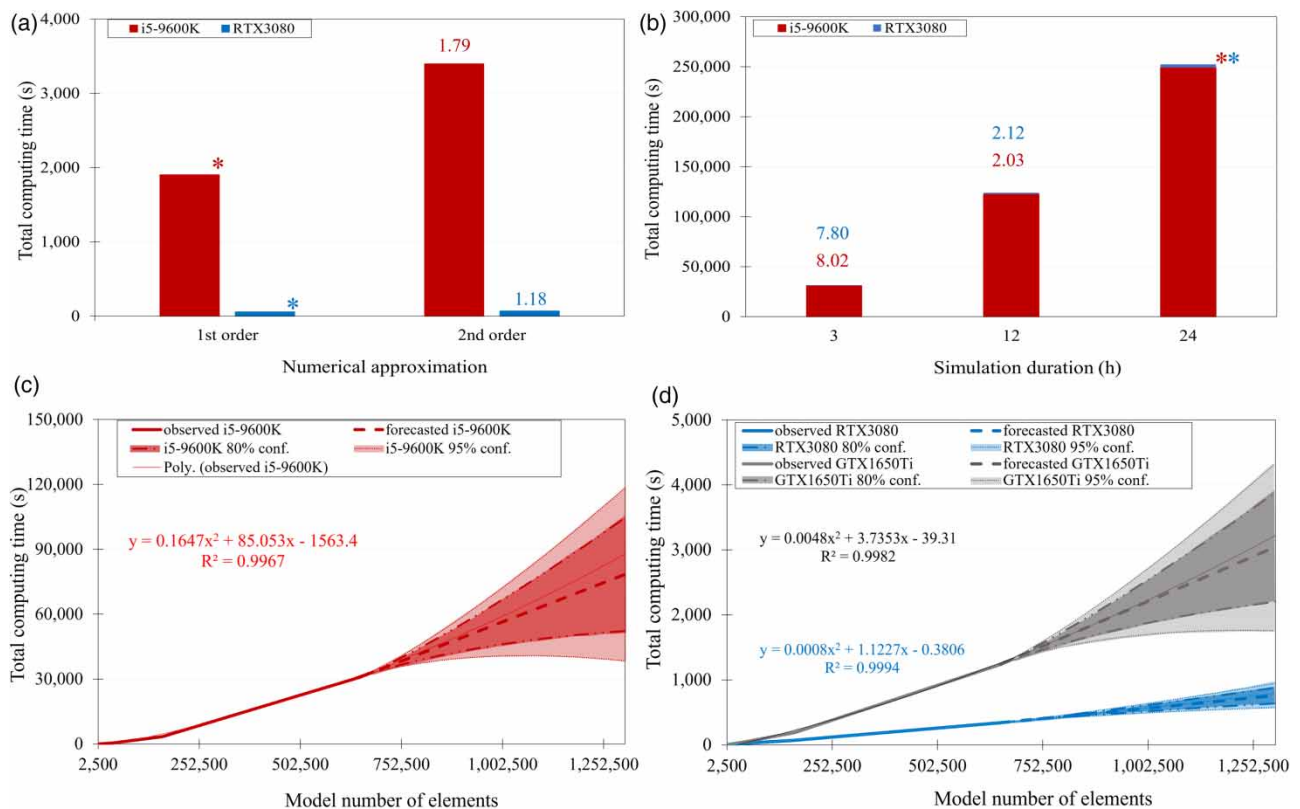 (a)
4,000
3,000
2,000
1,000
0
Total computing time (s)
i5-9600K RTX3080
*
*
1.79
1.18
1st order 2nd order
Numerical approximation
(b)
300,000
250,000
200,000
150,000
100,000
50,000
0
Total computing time (s)
i5-9600K RTX3080
7.80
8.02
2.12
2.03
**
3 12 24
Simulation duration (h)
(c)
150,000
120,000
90,000
60,000
30,000
0
Total computing time (s)
observed i5-9600K forecasted i5-9600K
i5-9600K 80% conf. i5-9600K 95% conf.
Poly. (observed i5-9600K)
y = 0.1647x² + 85.053x - 1563.4
R² = 0.9967
2,500 252,500 502,500 752,500 1,002,500 1,252,500
Model number of elements
(d)
5,000
4,000
3,000
2,000
1,000
0
Total computing time (s)
observed RTX3080 forecasted RTX3080
RTX3080 80% conf. RTX3080 95% conf.
observed GTX1650Ti forecasted GTX1650Ti
GTX1650Ti 80% conf. GTX1650Ti 95% conf.
y = 0.0048x² + 3.7353x - 39.31
R² = 0.9982
y = 0.0008x² + 1.1227x - 0.3806
R² = 0.9994
2,500 252,500 502,500 752,500 1,002,500 1,252,500
Model number of elements